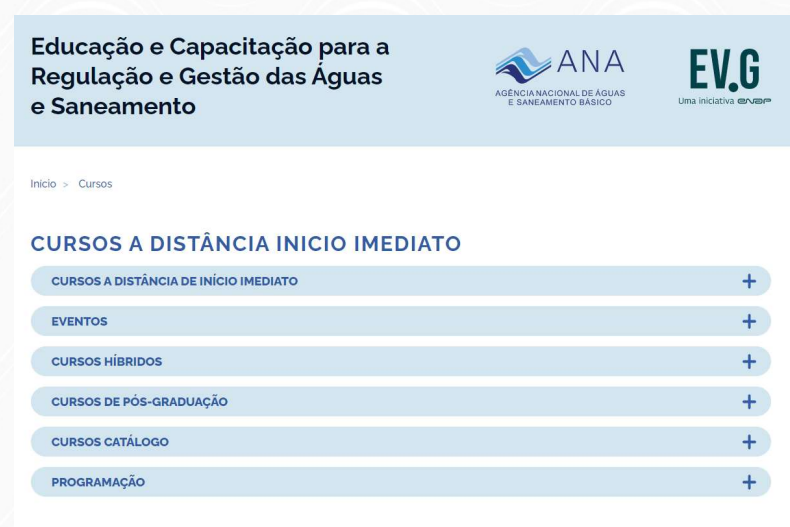 Educação e Capacitação para a
Regulação e Gestão das Águas
e Saneamento
ANA
AGÊNCIA NACIONAL DE ÁGUAS
E SANEAMENTO BÁSICO
EV.G
Uma iniciativa enap
Início > Cursos
CURSOS A DISTÂNCIA INICIO IMEDIATO
CURSOS A DISTÂNCIA DE INÍCIO IMEDIATO +
EVENTOS +
CURSOS HÍBRIDOS +
CURSOS DE PÓS-GRADUAÇÃO +
CURSOS CATÁLOGO +
PROGRAMAÇÃO +